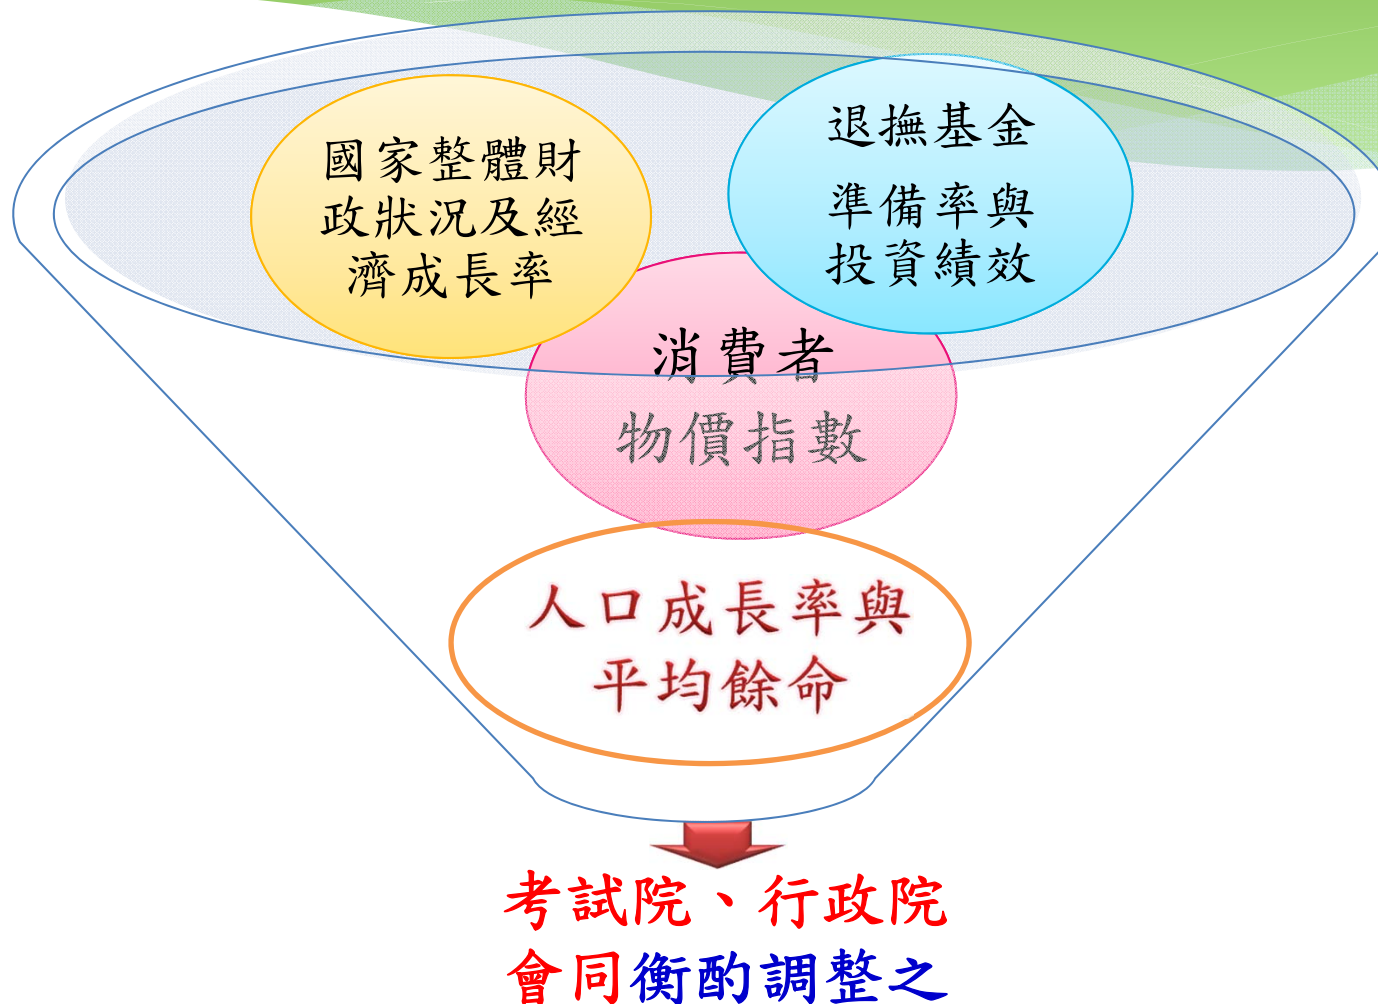 國家整體財
政狀況及經
濟成長率
退撫基金
準備率與
投資績效
消費者
物價指數
人口成長率與
平均餘命
考試院、行政院
會同衡酌調整之